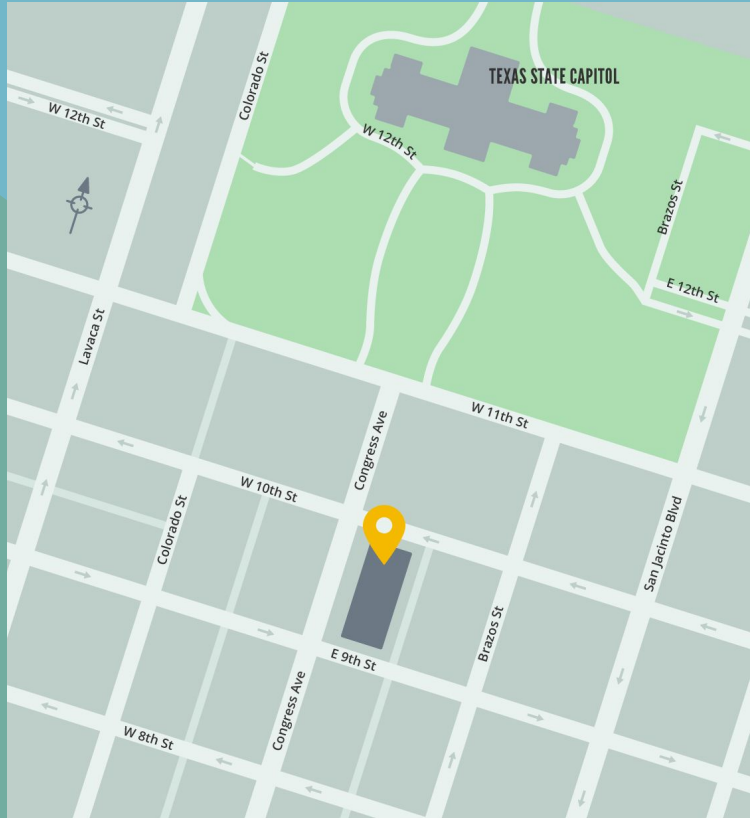 Colorado St
TEXAS STATE CAPITOL
W 12th St
W 12th St
Brazos St
E 12th St
Lavaca St
W 11th St
Congress Ave
W 10th St
Colorado St
San Jacinto Blvd
Brazos St
E 9th St
Congress Ave
W 8th St